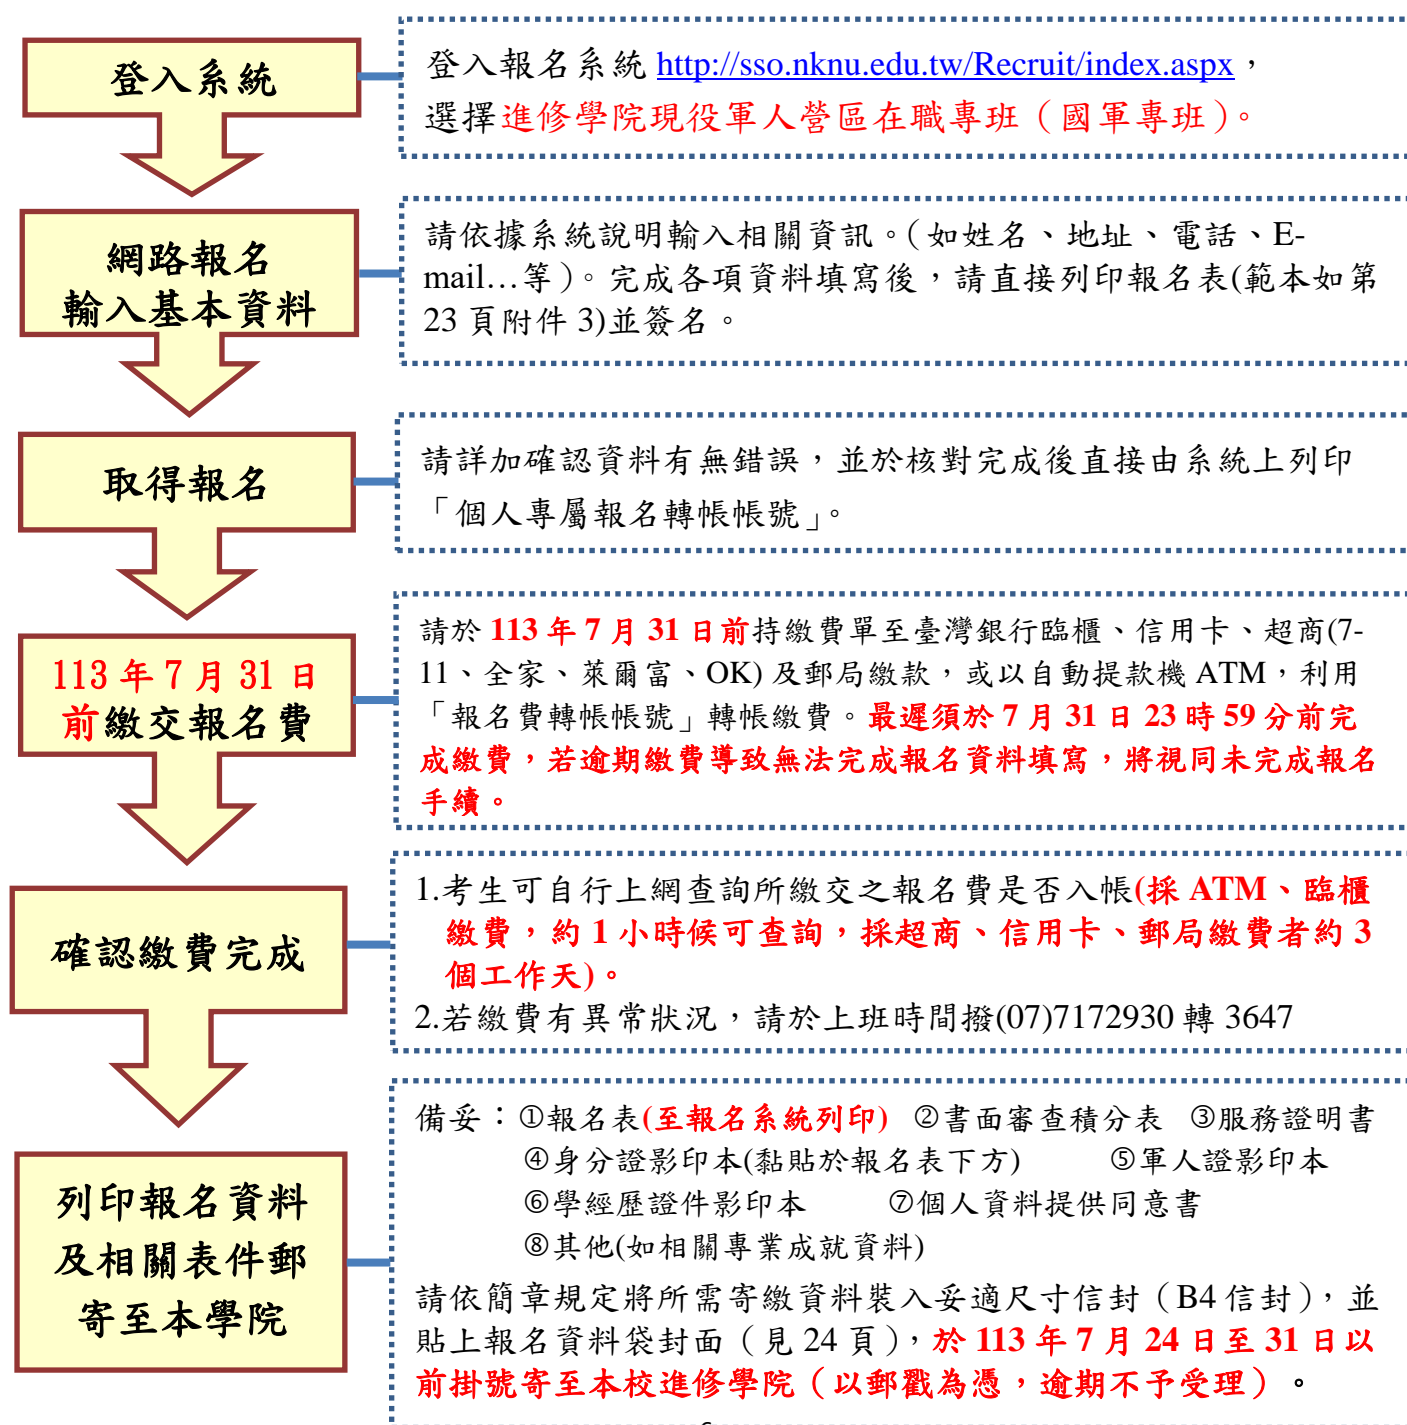 登入系統
登入報名系統 http://sso.nknu.edu.tw/Recruit/index.aspx，
選擇進修學院現役軍人營區在職專班（國軍專班）。
網路報名
輸入基本資料
請依據系統說明輸入相關資訊。（如姓名、地址、電話、E-
mail…等）。完成各項資料填寫後，請直接列印報名表(範本如第
23 頁附件 3)並簽名。
取得報名
請詳加確認資料有無錯誤，並於核對完成後直接由系統上列印
「個人專屬報名轉帳帳號」。
113 年 7 月 31 日
前繳交報名費
請於 113 年 7 月 31 日前持繳費單至臺灣銀行臨櫃、信用卡、超商(7-
11、全家、萊爾富、OK) 及郵局繳款，或以自動提款機 ATM，利用
「報名費轉帳帳號」轉帳繳費。最遲須於 7 月 31 日 23 時 59 分前完
成繳費，若逾期繳費導致無法完成報名資料填寫，將視同未完成報名
手續。
確認繳費完成
1.考生可自行上網查詢所繳交之報名費是否入帳(採 ATM、臨櫃
繳費，約 1 小時候可查詢，採超商、信用卡、郵局繳費者約 3
個工作天)。
2.若繳費有異常狀況，請於上班時間撥(07)7172930 轉 3647
列印報名資料
及相關表件郵
寄至本學院
備妥：①報名表(至報名系統列印) ②書面審查積分表 ③服務證明書
④身分證影印本(黏貼於報名表下方) ⑤軍人證影印本
⑥學經歷證件影印本 ⑦個人資料提供同意書
⑧其他(如相關專業成就資料)
請依簡章規定將所需寄繳資料裝入妥適尺寸信封（B4 信封），並
貼上報名資料袋封面（見 24 頁），於 113 年 7 月 24 日至 31 日以
前掛號寄至本校進修學院（以郵戳為憑，逾期不予受理）。